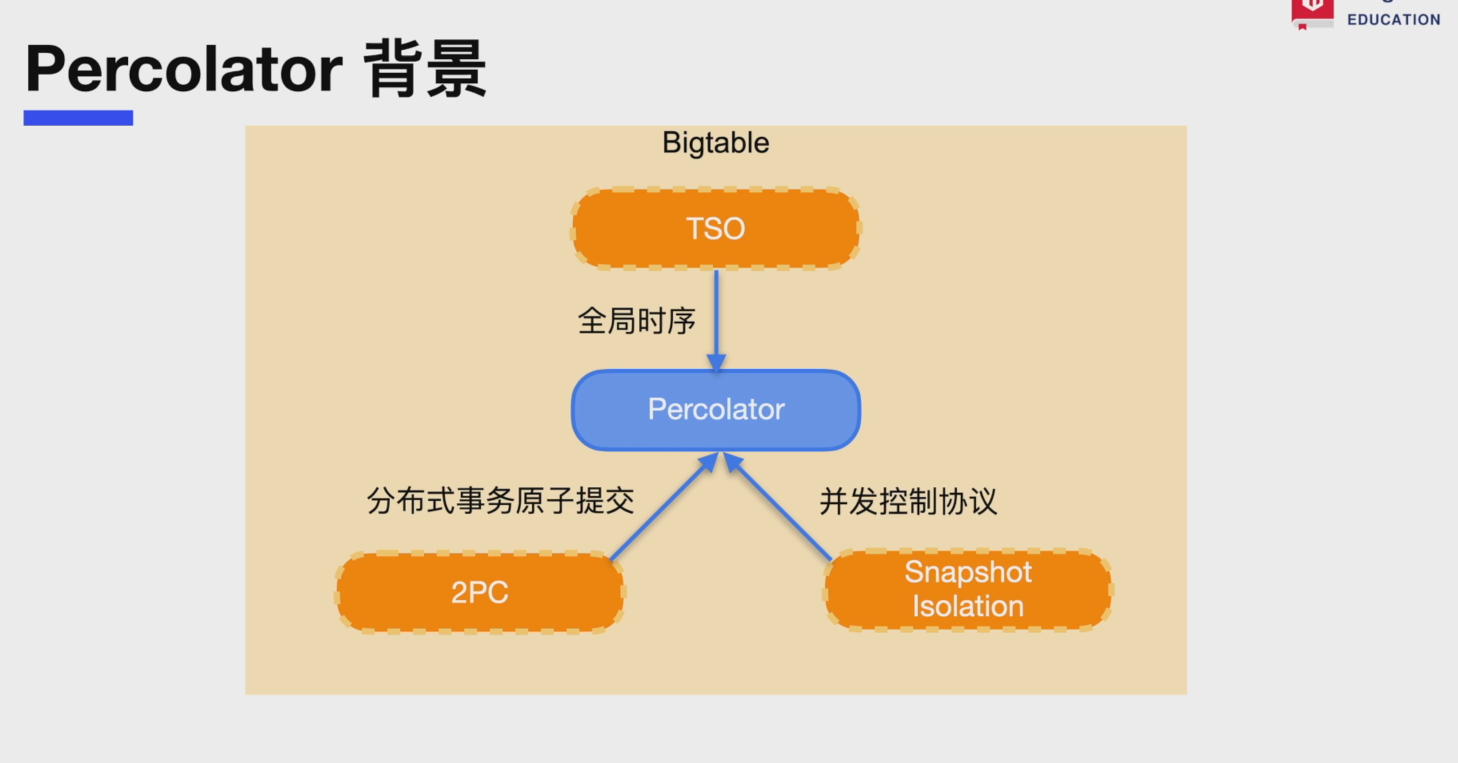 EDUCATION
Percolator 背景
Bigtable
TSO
全局时序
Percolator
分布式事务原子提交
并发控制协议
2PC
Snapshot
Isolation